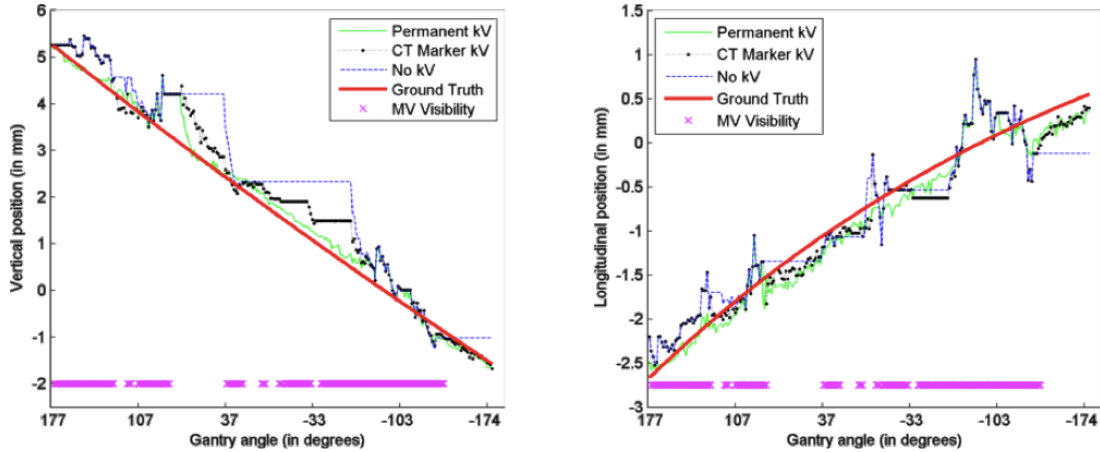 6
5
4
3
2
1
0
-1
-2
Vertical position (in mm)
Permanent kV
CT Marker kV
No kV
Ground Truth
MV Visibility
177 107 37 -33 -103 -174
Gantry angle (in degrees)
1.5
1
0.5
0
-0.5
-1
-1.5
-2
-2.5
-3
Longitudinal position (in mm)
Permanent kV
CT Marker kV
No kV
Ground Truth
MV Visibility
177 107 37 -33 -103 -174
Gantry angle (in degrees)